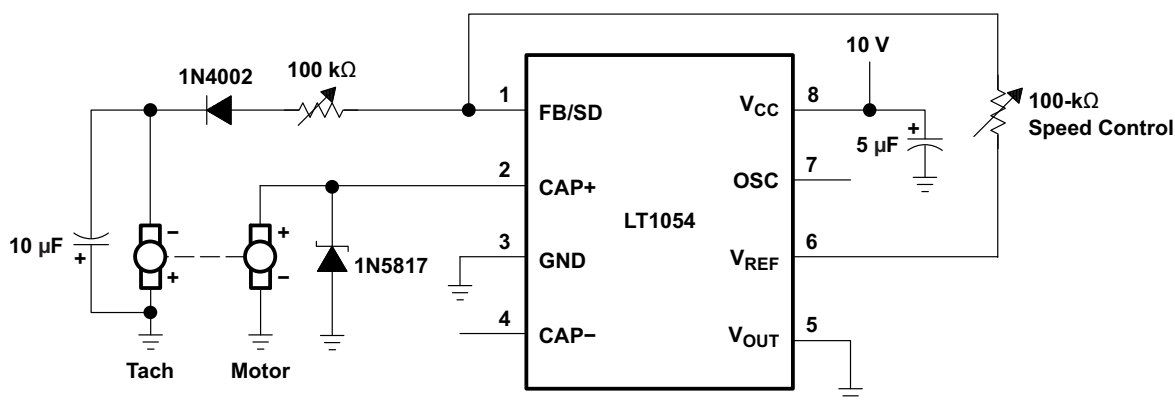 10 V
1N4002
100 kΩ
1
FB/SD
VCC
8
100-kΩ
Speed Control
+
5 µF
2
CAP+
OSC
7
LT1054
10 µF
+
−
+
+
−
1N5817
3
GND
VREF
6
4
CAP−
VOUT
5
Tach
Motor